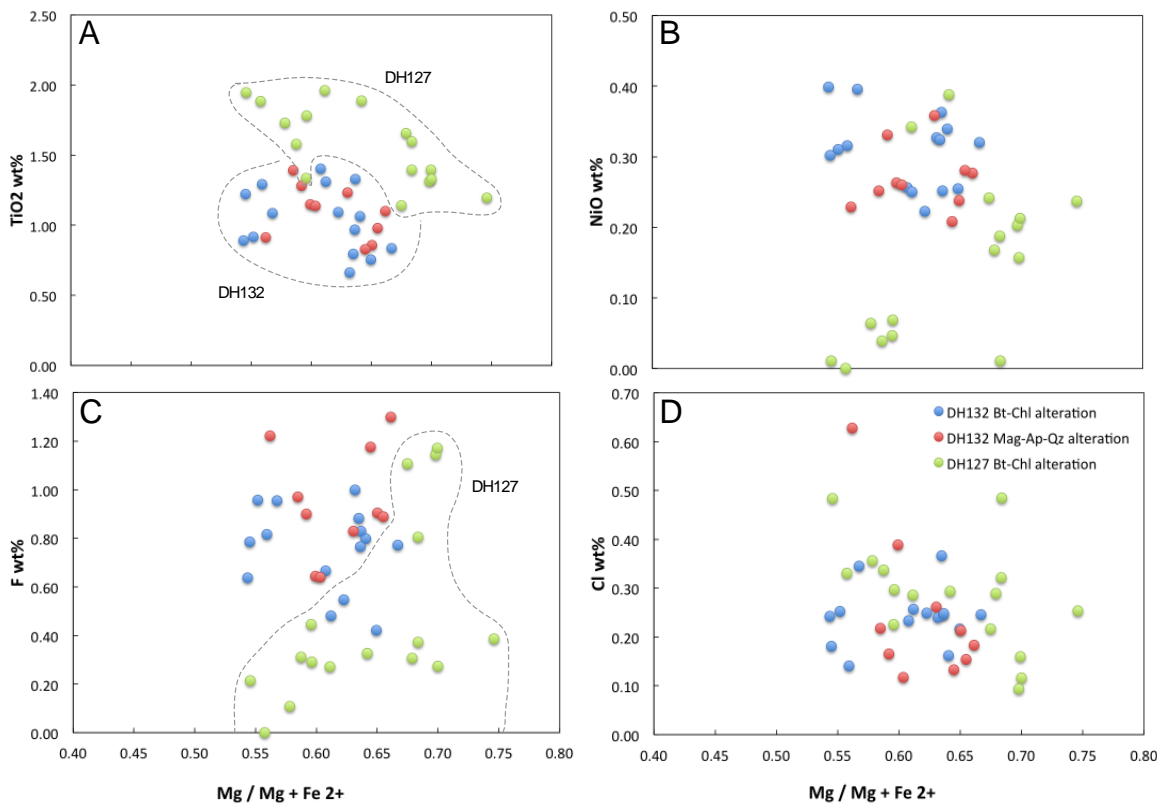 A
2.50
2.00
1.50
1.00
0.50
0.00
TiO2 wt%
DH127
DH132
B
0.50
0.40
0.30
0.20
0.10
0.00
NiO wt%
C
1.40
1.20
1.00
0.80
0.60
0.40
0.20
0.00
F wt%
DH127
0.40 0.45 0.50 0.55 0.60 0.65 0.70 0.75 0.80
Mg / Mg + Fe 2+
D
0.70
0.60
0.50
0.40
0.30
0.20
0.10
0.00
Cl wt%
DH132 Bt-Chl alteration
DH132 Mag-Ap-Qz alteration
DH127 Bt-Chl alteration
0.40 0.45 0.50 0.55 0.60 0.65 0.70 0.75 0.80
Mg / Mg + Fe 2+